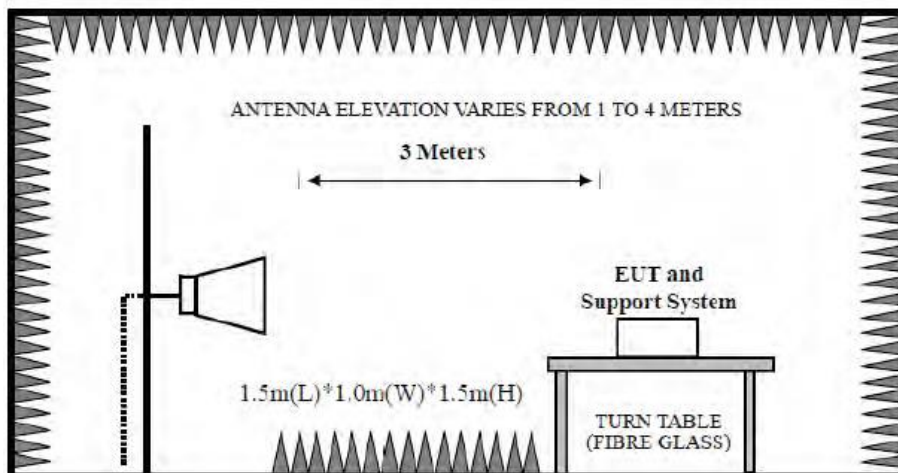 ANTENNA ELEVATION VARIES FROM 1 TO 4 METERS
3 Meters
EUT and
Support System
1.5m(L)*1.0m(W)*1.5m(H)
TURN TABLE
(FIBRE GLASS)